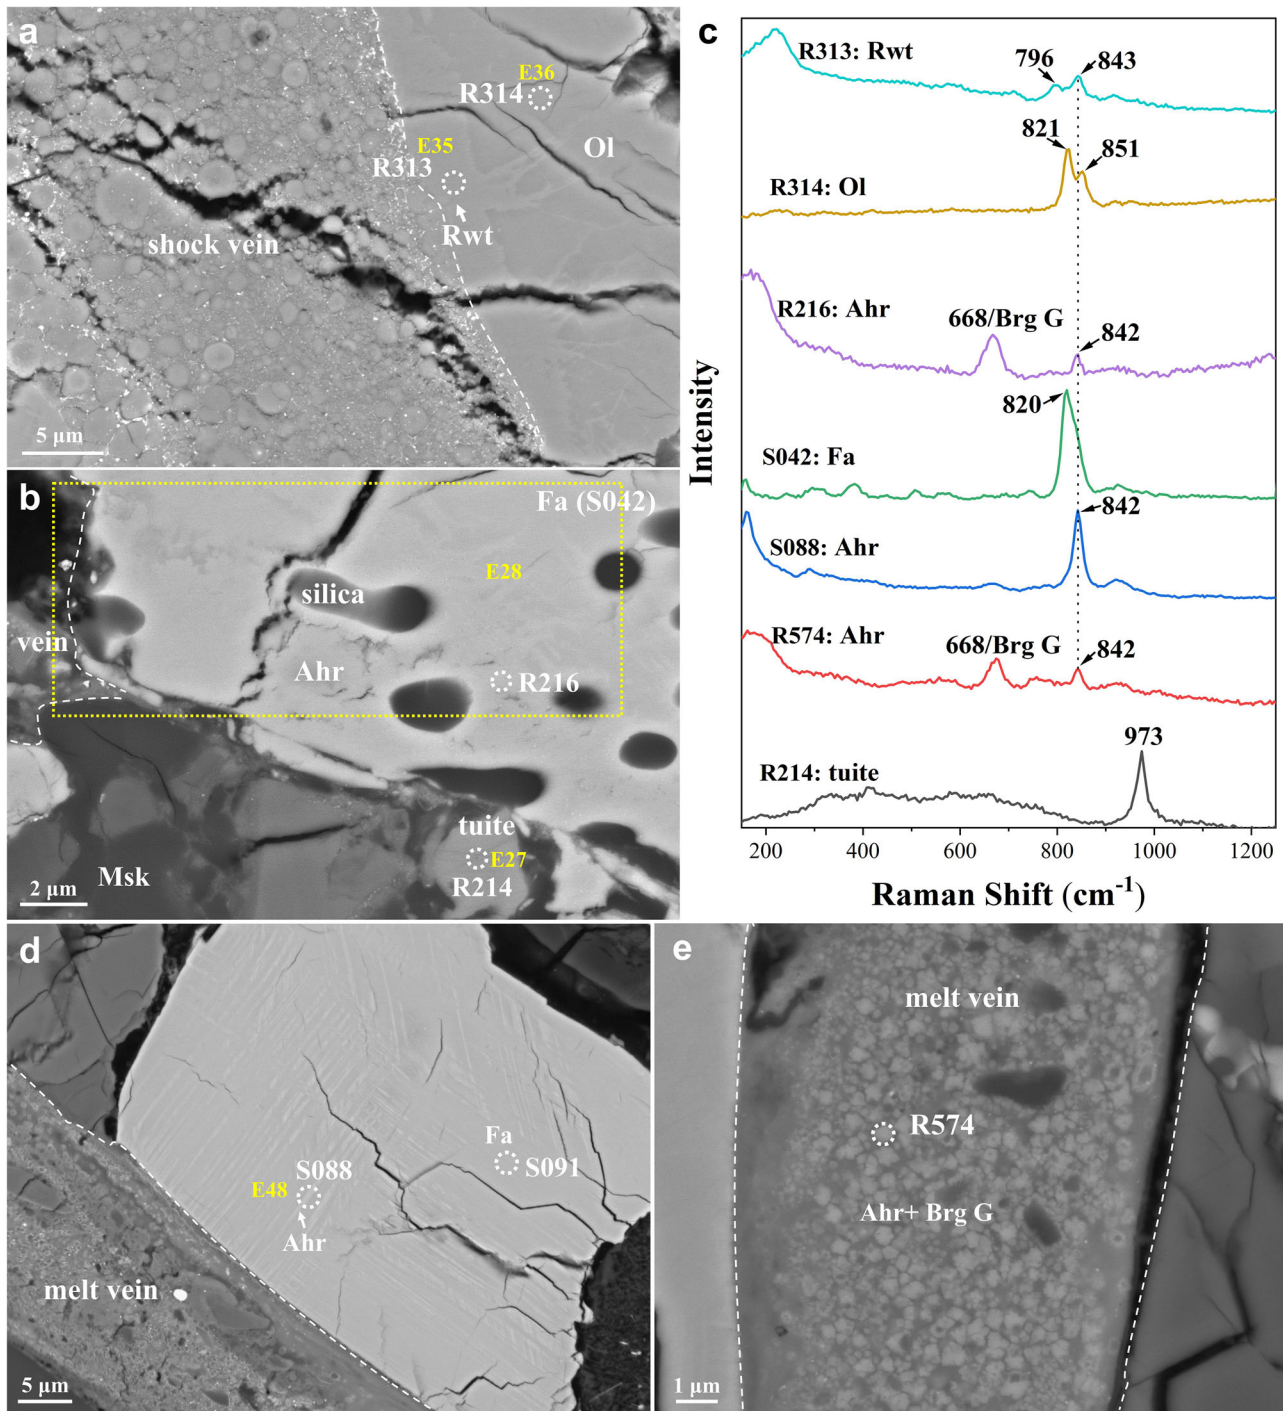 a
E36
R314
Ol
E35
R313
Rwt
shock vein
5 μm
b
Fa (S042)
E28
silica
vein
Ahr
R216
tuite
E27
R214
Msk
2 μm
c
R313: Rwt
796
843
821
851
R314: Ol
R216: Ahr
668/Brg G
842
820
S042: Fa
842
S088: Ahr
R574: Ahr
668/Brg G
842
973
R214: tuite
Intensity
200 400 600 800 1000 1200
Raman Shift (cm⁻¹)
d
Fa
S091
S088
E48
Ahr
melt vein
5 μm
e
melt vein
R574
Ahr+ Brg G
1 μm